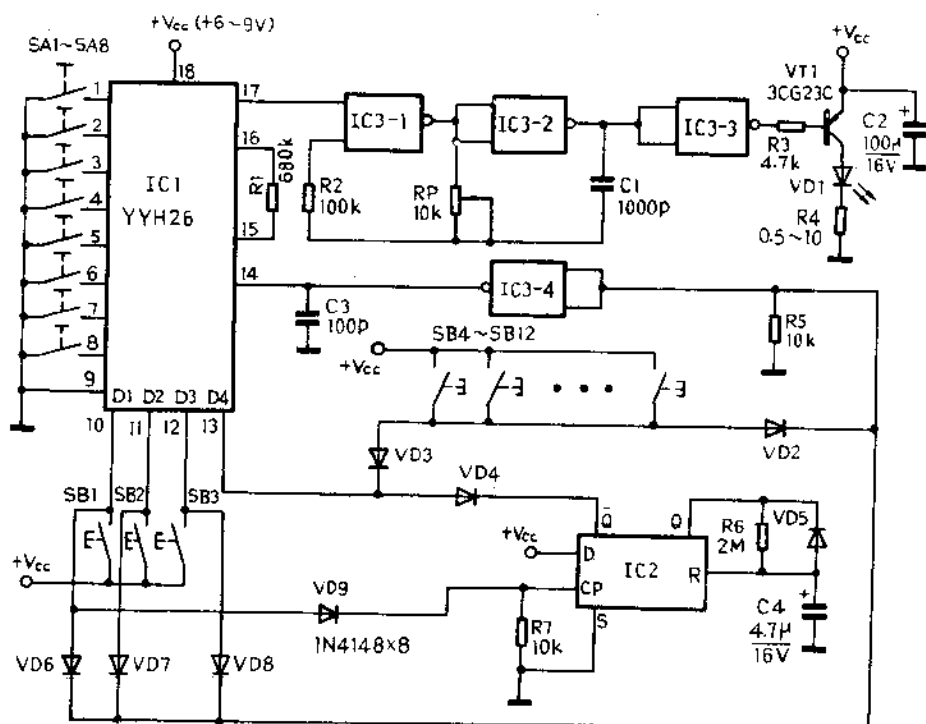 +Vcc (+6~9V)
SA1~SA8
18
1
2
3
4
5
6
7
8
9
IC1
YYH26
17
16
15
14
D1 D2 D3 D4
10 11 12 13
R1
680k
R2
100k
IC3-1
RP
10k
IC3-2
C1
1000p
IC3-3
R3
4.7k
+Vcc
VT1
3CG23C
C2
100μ
16V
+
VD1
R4
0.5~10
IC3-4
C3
100p
R5
10k
SB4~SB12
+Vcc
VD3
VD2
VD4
SB1 SB2 SB3
+Vcc
+Vcc
Q̄ Q
D
CP
S
R
IC2
R6
2M
VD5
+
C4
4.7μ
16V
VD9
1N4148×8
R7
10k
VD6
VD7
VD8